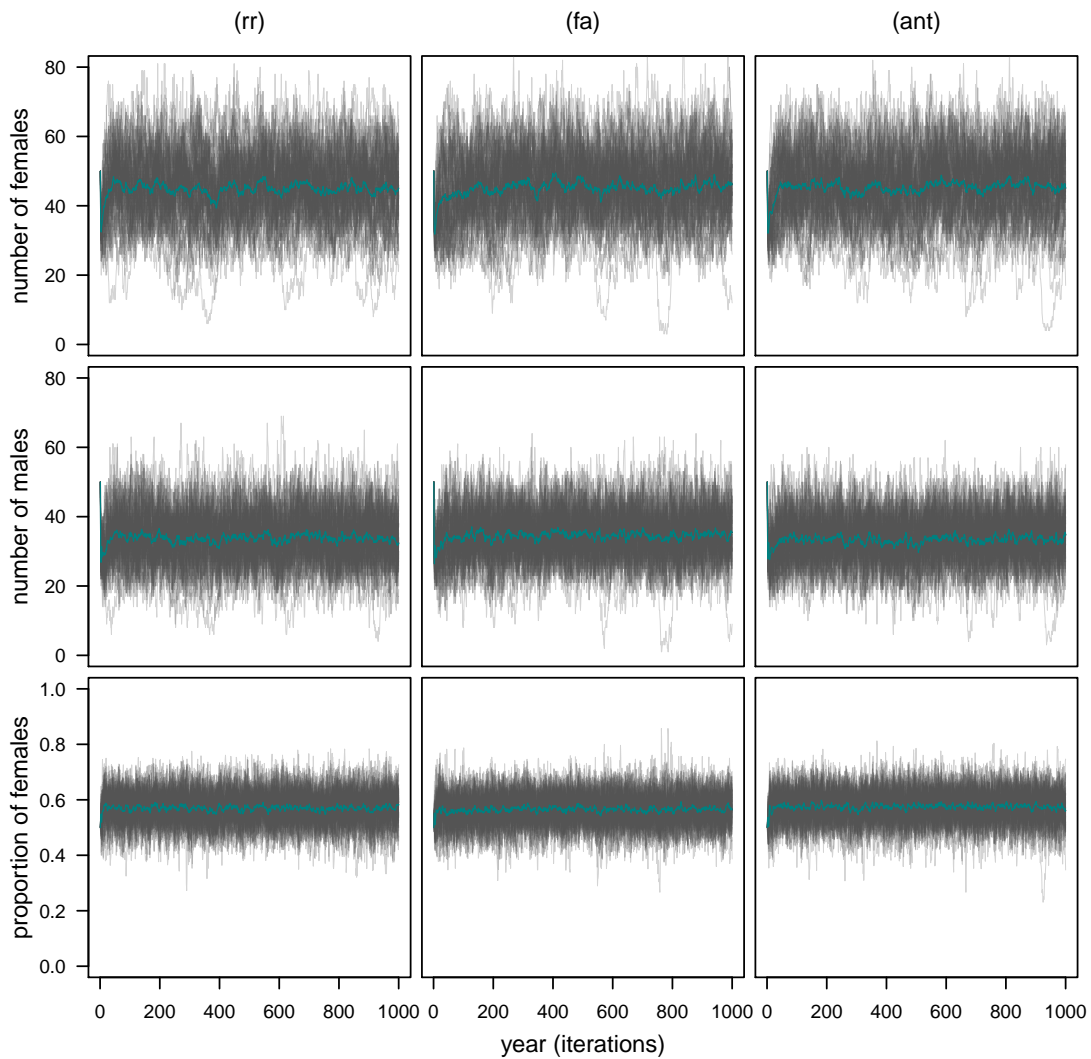 (rr) (fa) (ant)
number of females
80
60
40
20
0
number of males
80
60
40
20
0
proportion of females
1.0
0.8
0.6
0.4
0.2
0.0
0 200 400 600 800 1000 0 200 400 600 800 1000 0 200 400 600 800 1000
year (iterations)